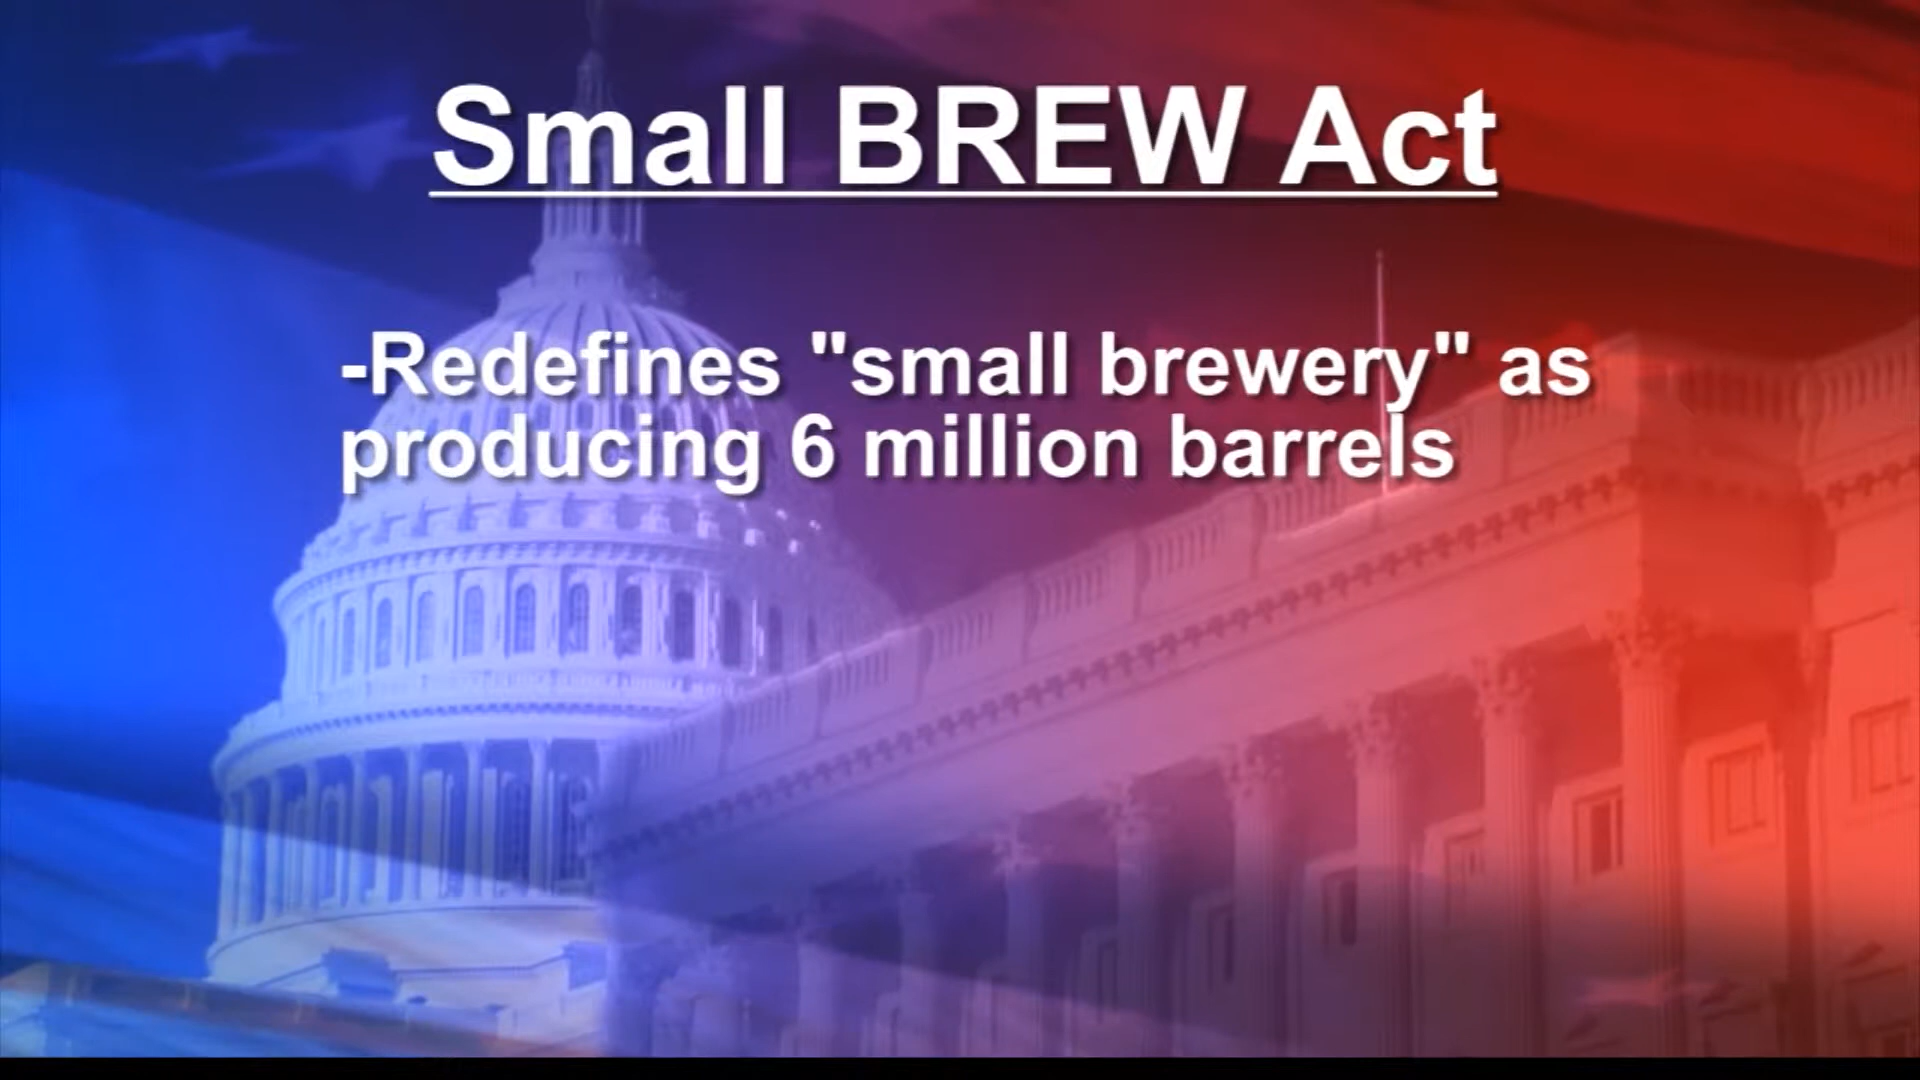 Small BREW Act
-Redefines "small brewery" as
producing 6 million barrels